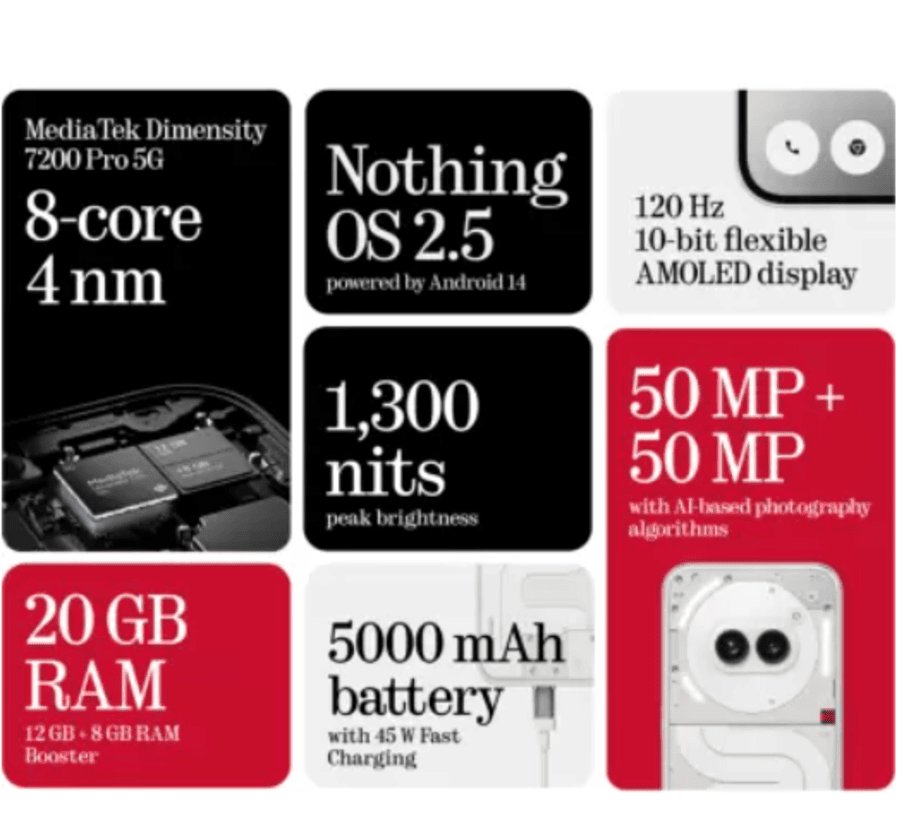 MediaTek Dimensity
7200 Pro 5G
8-core
4 nm
MediaTek
Nothing
OS 2.5
powered by Android 14
120 Hz
10-bit flexible
AMOLED display
1,300
nits
peak brightness
50 MP +
50 MP
with AI-based photography
algorithms
20 GB
RAM
12 GB + 8 GB RAM
Booster
5000 mAh
battery
with 45 W Fast
Charging